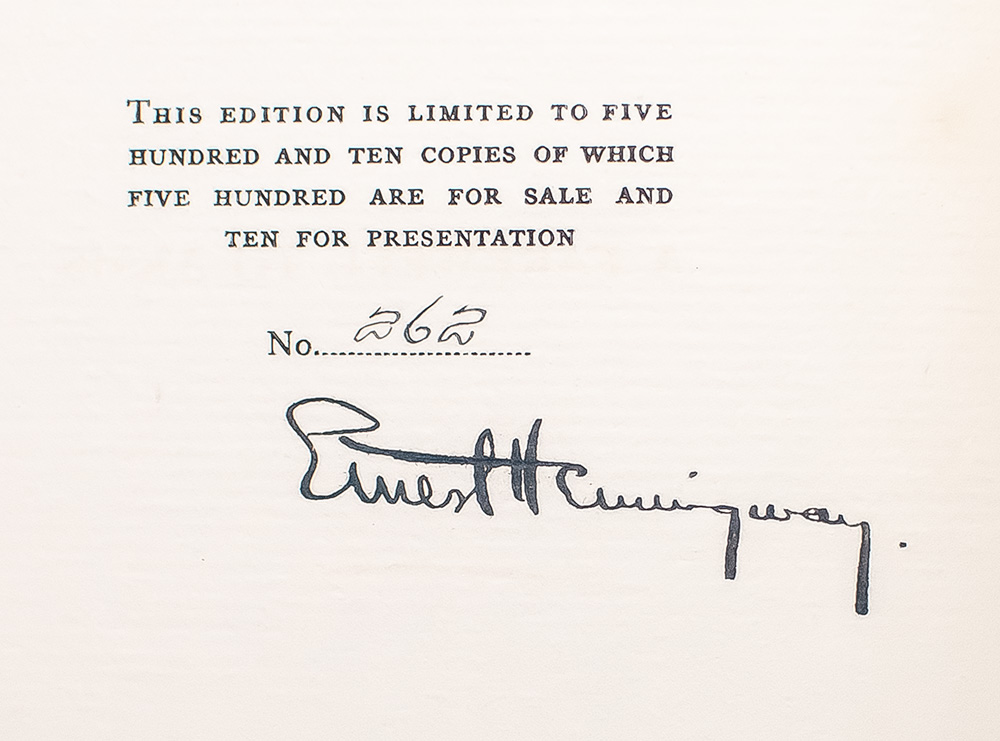 THIS EDITION IS LIMITED TO FIVE
HUNDRED AND TEN COPIES OF WHICH
FIVE HUNDRED ARE FOR SALE AND
TEN FOR PRESENTATION
No. 262
Ernest Hemingway.